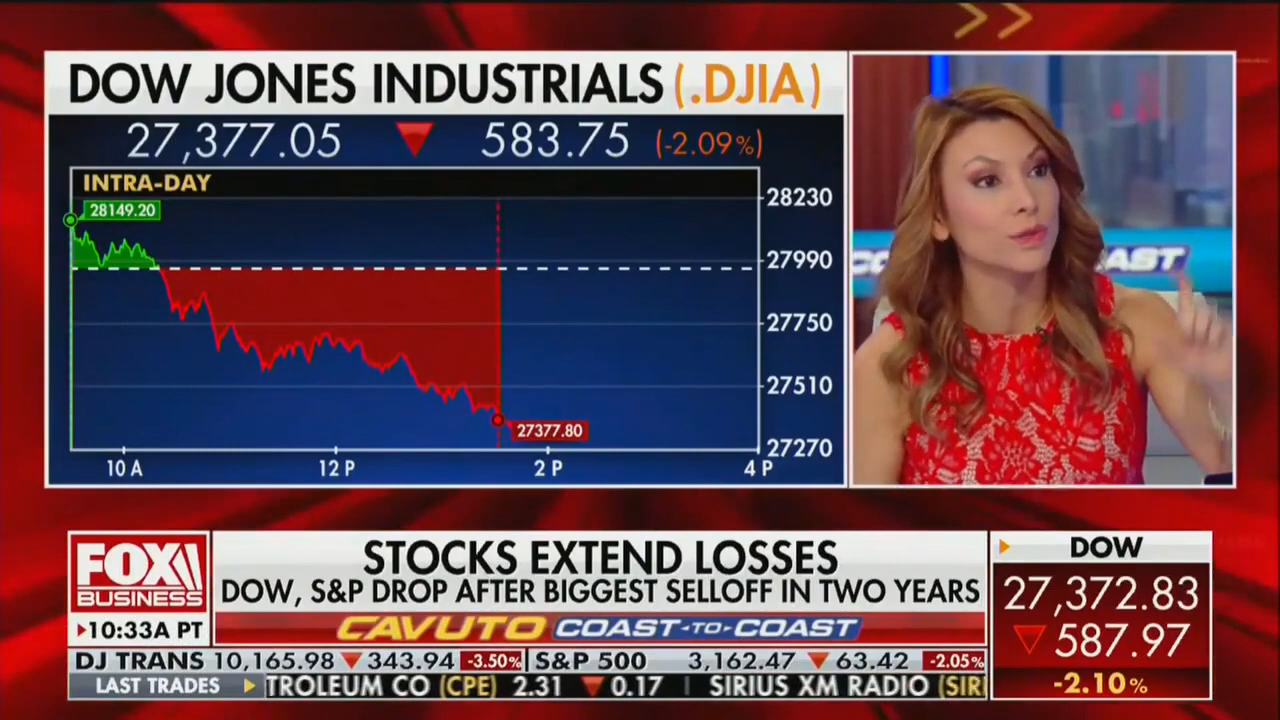 DOW JONES INDUSTRIALS (.DJIA)
27,377.05 ▼ 583.75 (-2.09%)
INTRA-DAY
28149.20
28230
27990
27750
27510
27270
27377.80
10 A 12 P 2 P 4 P
CO
AST
FOX BUSINESS
10:33A PT
STOCKS EXTEND LOSSES
DOW, S&P DROP AFTER BIGGEST SELLOFF IN TWO YEARS
CAVUTO COAST-TO-COAST
DOW
27,372.83
▼ 587.97
-2.10%
DJ TRANS 10,165.98 ▼ 343.94 -3.50% S&P 500 3,162.47 ▼ 63.42 -2.05%
LAST TRADES TROLEUM CO (CPE) 2.31 ▼ 0.17 | SIRIUS XM RADIO (SIRI